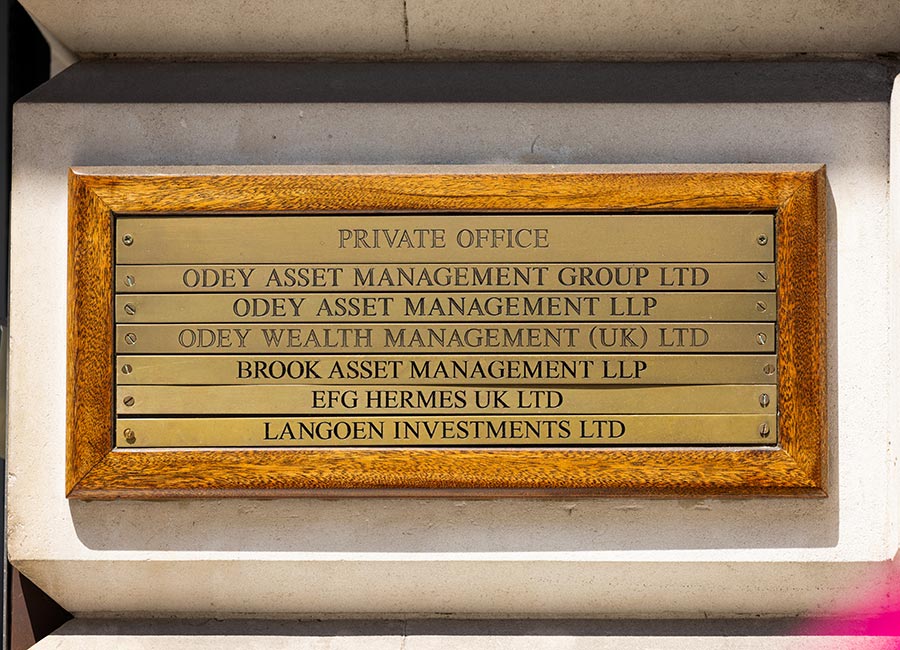 PRIVATE OFFICE
ODEY ASSET MANAGEMENT GROUP LTD
ODEY ASSET MANAGEMENT LLP
ODEY WEALTH MANAGEMENT (UK) LTD
BROOK ASSET MANAGEMENT LLP
EFG HERMES UK LTD
LANGOEN INVESTMENTS LTD